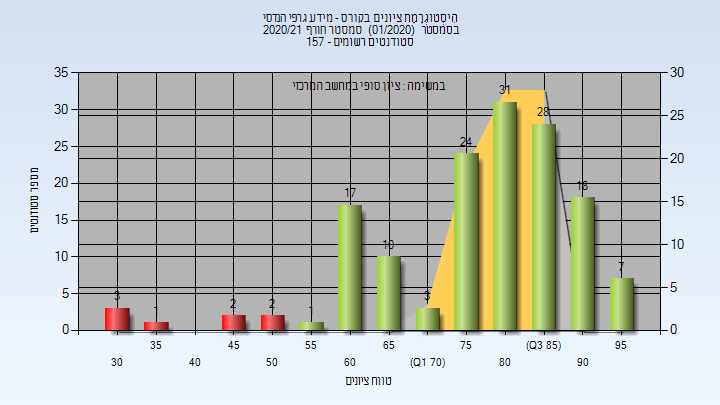 היסטוגרמת ציונים בקורס - מידע גרפי הנדסי
בסמסטר (01/2020) סמסטר חורף 2020/21
סטודנטים רשומים - 157
במשימה : ציון סופי במחשב המרכזי
מספר סטודנטים
35 30 25 20 15 10 5 0
30 25 20 15 10 5 0
3 1 2 2 1 17 10 3 24 31 28 18 7
35 45 55 65 75 (Q3 85) 95
30 40 50 60 (Q1 70) 80 90
טווח ציונים